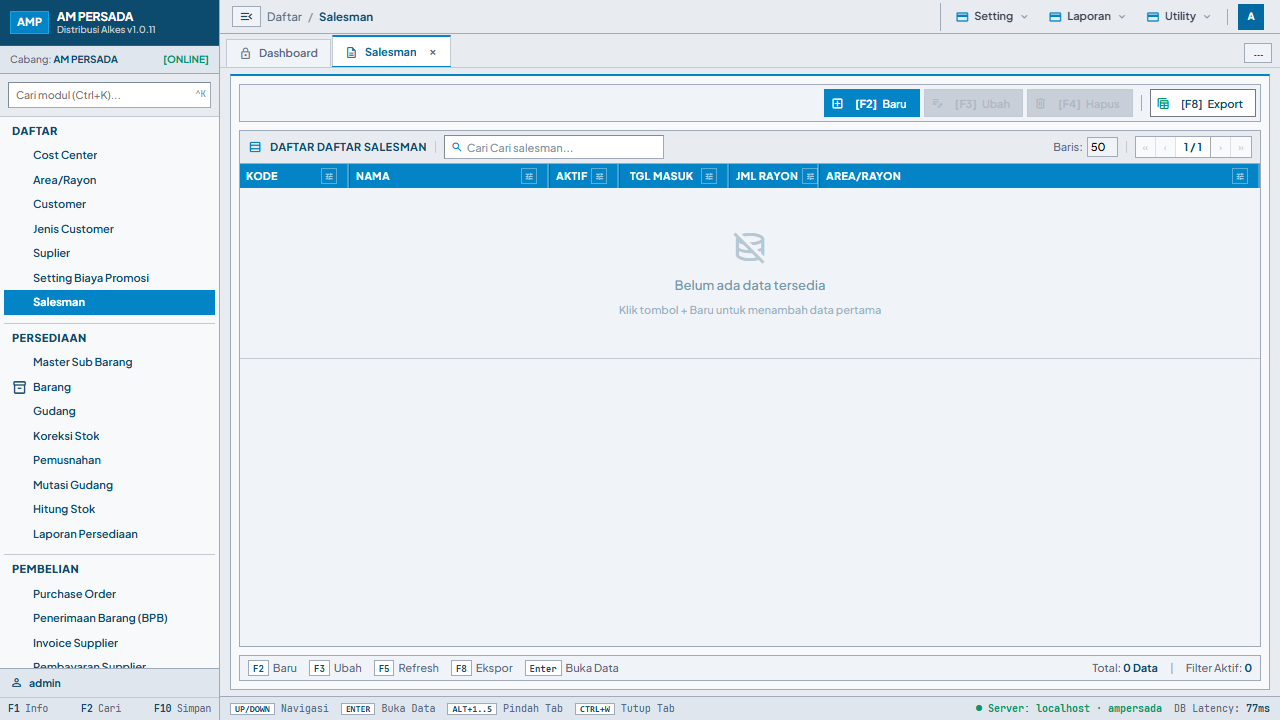 AMP
AM PERSADA
Distribusi Alkes v1.0.11
Cabang: AM PERSADA [ONLINE]
Cari modul (Ctrl+K)... ^K
DAFTAR
Cost Center
Area/Rayon
Customer
Jenis Customer
Suplier
Setting Biaya Promosi
Salesman
PERSEDIAAN
Master Sub Barang
Barang
Gudang
Koreksi Stok
Pemusnahan
Mutasi Gudang
Hitung Stok
Laporan Persediaan
PEMBELIAN
Purchase Order
Penerimaan Barang (BPB)
Invoice Supplier
Pembayaran Supplier
admin
F1 Info F2 Cari F10 Simpan
Daftar / Salesman
Setting Laporan Utility A
Dashboard Salesman ×
...
[F2] Baru [F3] Ubah [F4] Hapus [F8] Export
DAFTAR DAFTAR SALESMAN Cari Cari salesman... Baris: 50 « ‹ 1 / 1 › »
KODE NAMA AKTIF TGL MASUK JML RAYON AREA/RAYON
Belum ada data tersedia
Klik tombol + Baru untuk menambah data pertama
F2 Baru F3 Ubah F5 Refresh F8 Ekspor Enter Buka Data Total: 0 Data | Filter Aktif: 0
UP/DOWN Navigasi ENTER Buka Data ALT+1..5 Pindah Tab CTRL+W Tutup Tab ● Server: localhost · ampersada DB Latency: 77ms